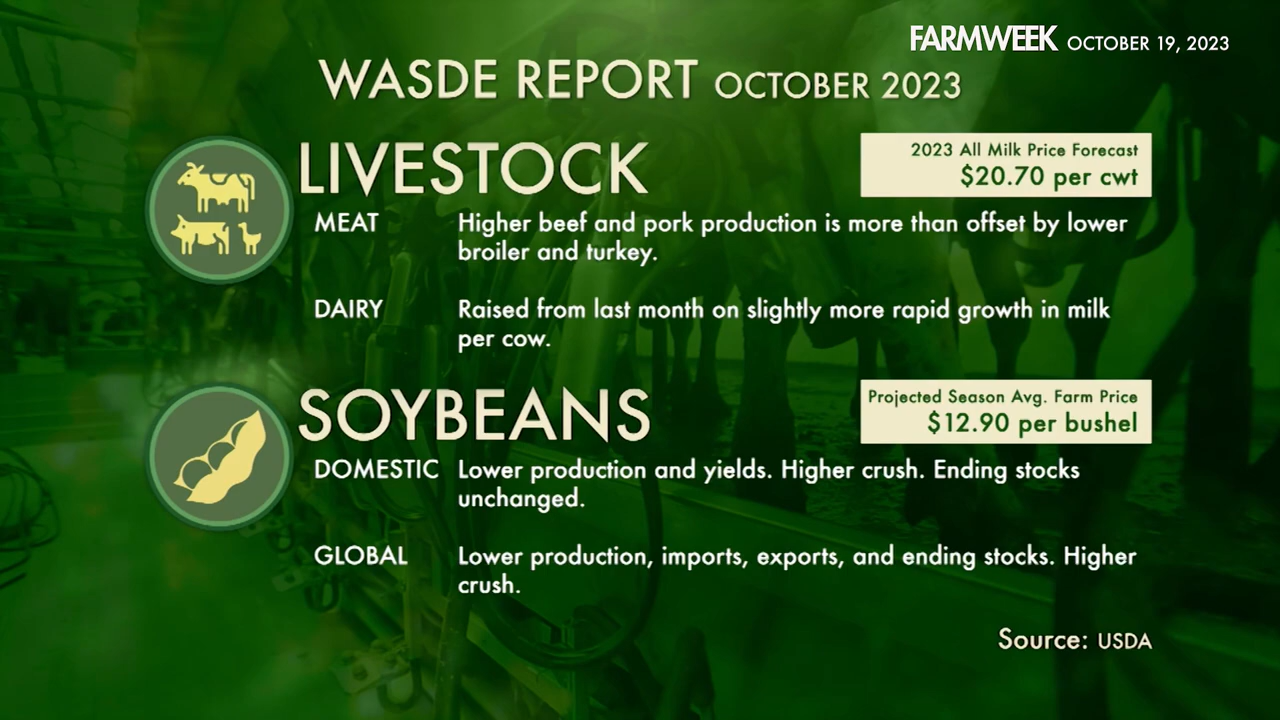 FARMWEEK OCTOBER 19, 2023
WASDE REPORT OCTOBER 2023
LIVESTOCK
2023 All Milk Price Forecast
$20.70 per cwt
MEAT Higher beef and pork production is more than offset by lower
broiler and turkey.
DAIRY Raised from last month on slightly more rapid growth in milk
per cow.
SOYBEANS
Projected Season Avg. Farm Price
$12.90 per bushel
DOMESTIC Lower production and yields. Higher crush. Ending stocks
unchanged.
GLOBAL Lower production, imports, exports, and ending stocks. Higher
crush.
Source: USDA